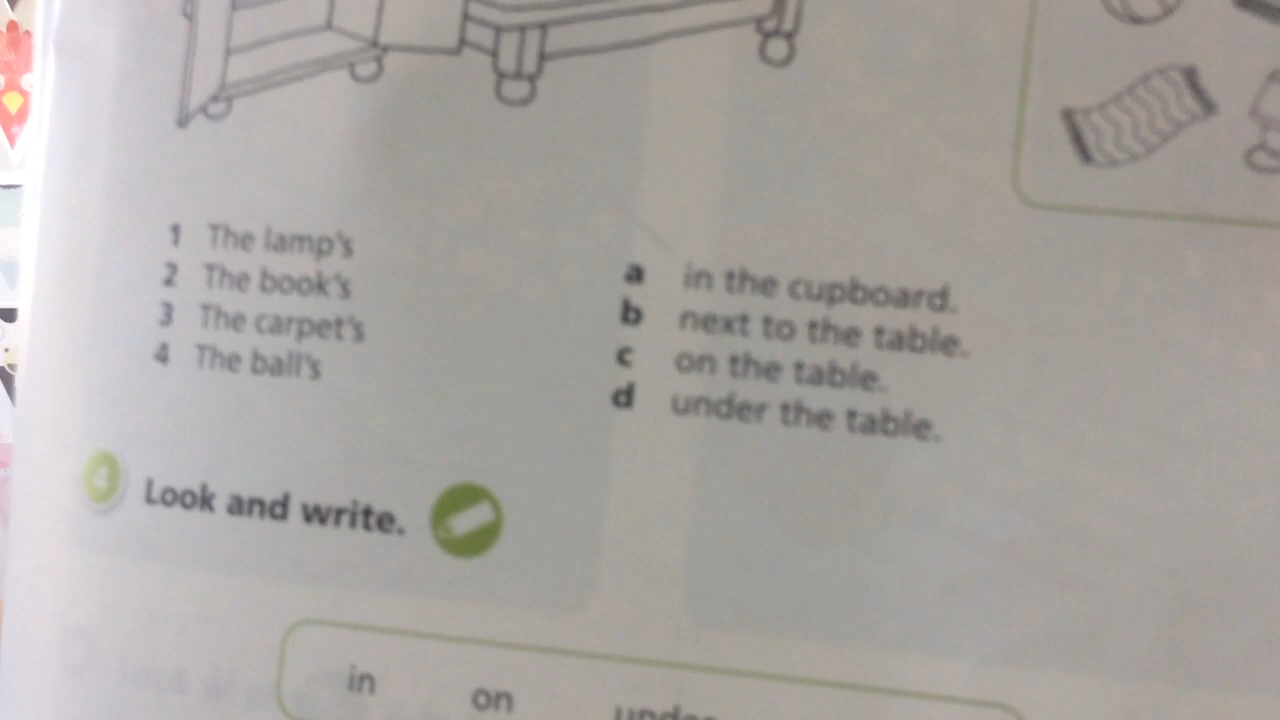 1 The lamp's
2 The book's
3 The carpet's
4 The ball's
a in the cupboard.
b next to the table.
c on the table.
d under the table.
4 Look and write.
in on under